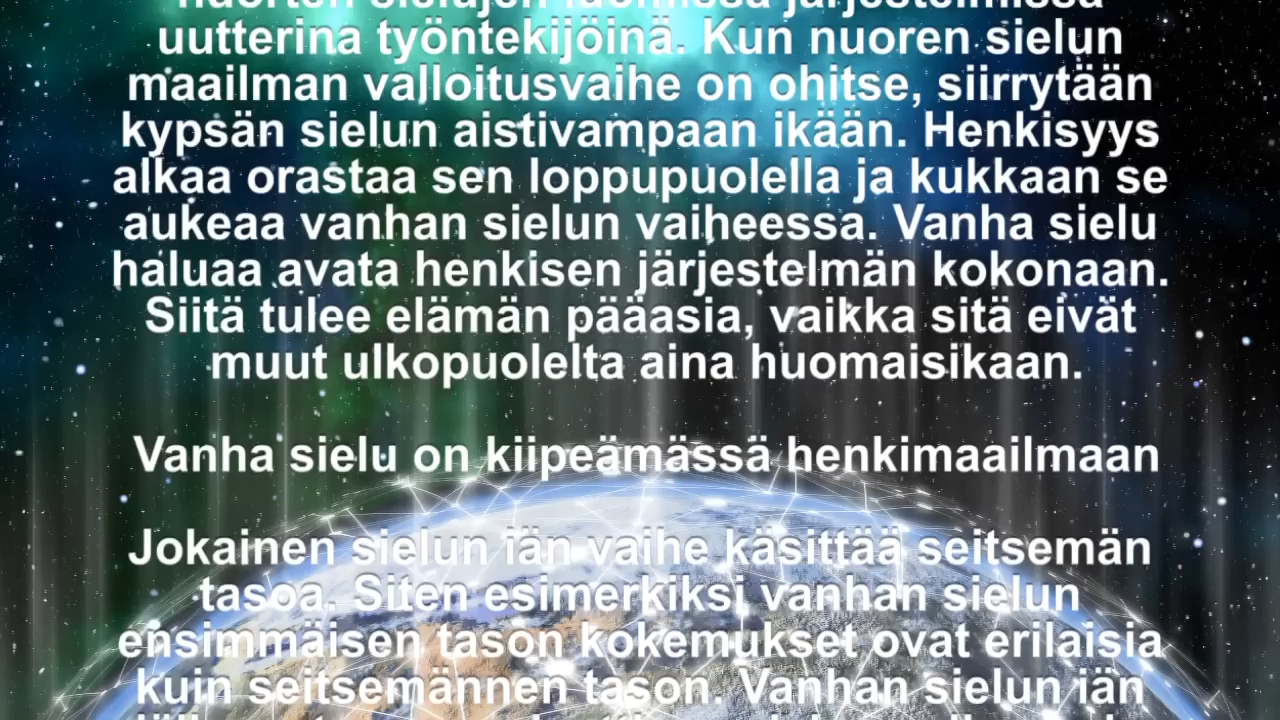 nuorten sielujen luomissa järjestelmissä
uutterina työntekijöinä. Kun nuoren sielun
maailman valloitusvaihe on ohitse, siirrytään
kypsän sielun aistivampaan ikään. Henkisyys
alkaa orastaa sen loppupuolella ja kukkaan se
aukeaa vanhan sielun vaiheessa. Vanha sielu
haluaa avata henkisen järjestelmän kokonaan.
Siitä tulee elämän pääasia, vaikka sitä eivät
muut ulkopuolelta aina huomaisikaan.
Vanha sielu on kiipeämässä henkimaailmaan
Jokainen sielun iän vaihe käsittää seitsemän
tasoa. Siten esimerkiksi vanhan sielun
ensimmäisen tason kokemukset ovat erilaisia
kuin seitsemännen tason. Vanhan sielun iän